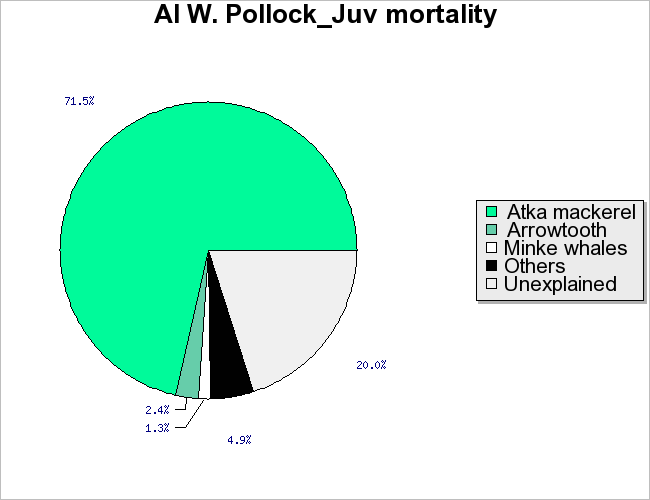 AI W. Pollock_Juv mortality
71.5%
Atka mackerel
Arrowtooth
Minke whales
Others
Unexplained
20.0%
2.4%
1.3%
4.9%